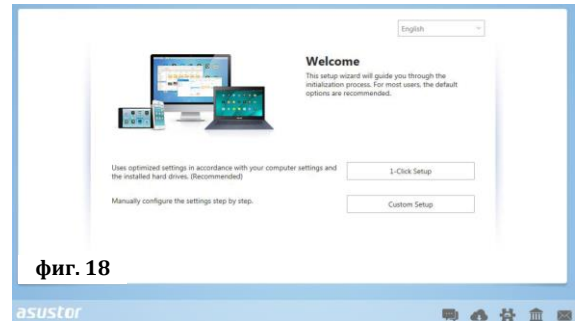 English
Welcome
This setup wizard will guide you through the
initialization process. For most users, the default
options are recommended.
Uses optimized settings in accordance with your computer settings and
the installed hard drives. (Recommended)
1-Click Setup
Manually configure the settings step by step.
Custom Setup
фиг. 18
asustor